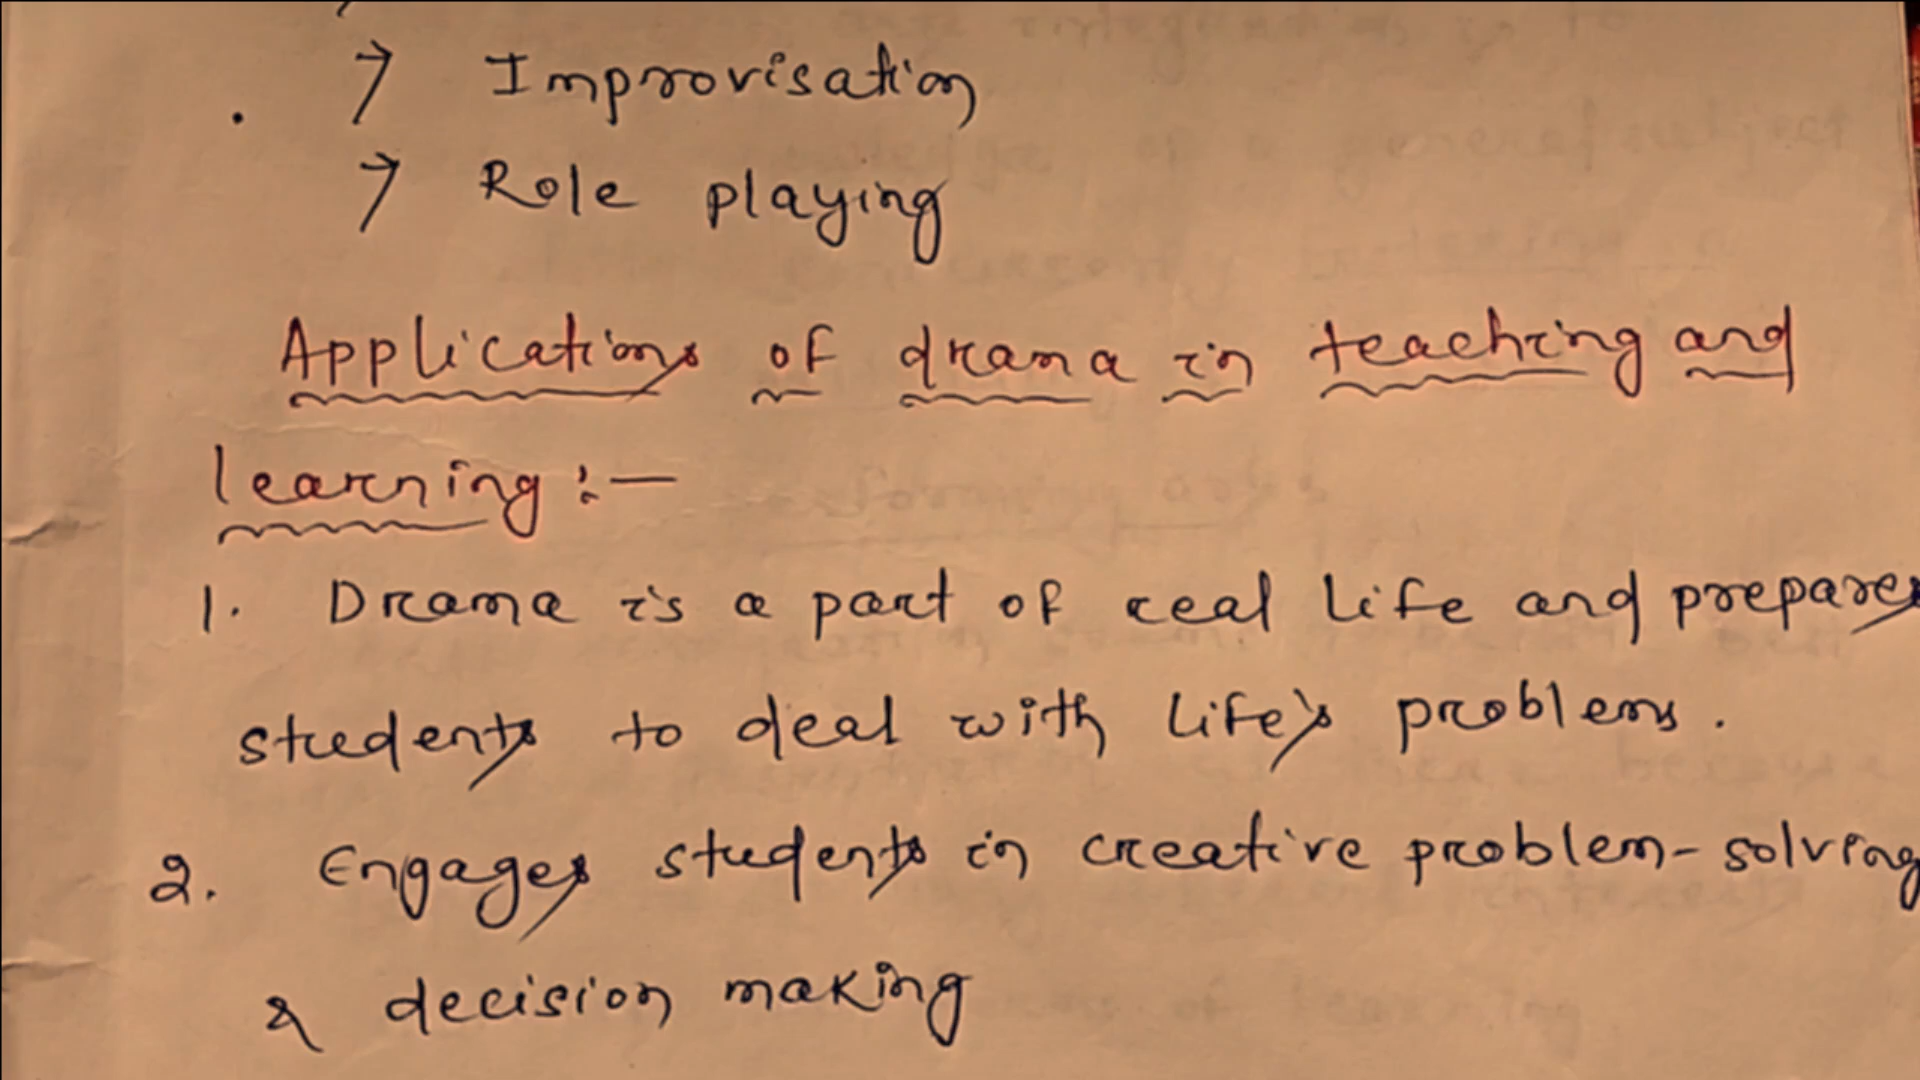 → Improvisation
→ Role playing
Applications of drama in teaching and
learning :-
1. Drama is a part of real life and prepares
students to deal with life's problems.
2. Engages students in creative problem-solving
& decision making